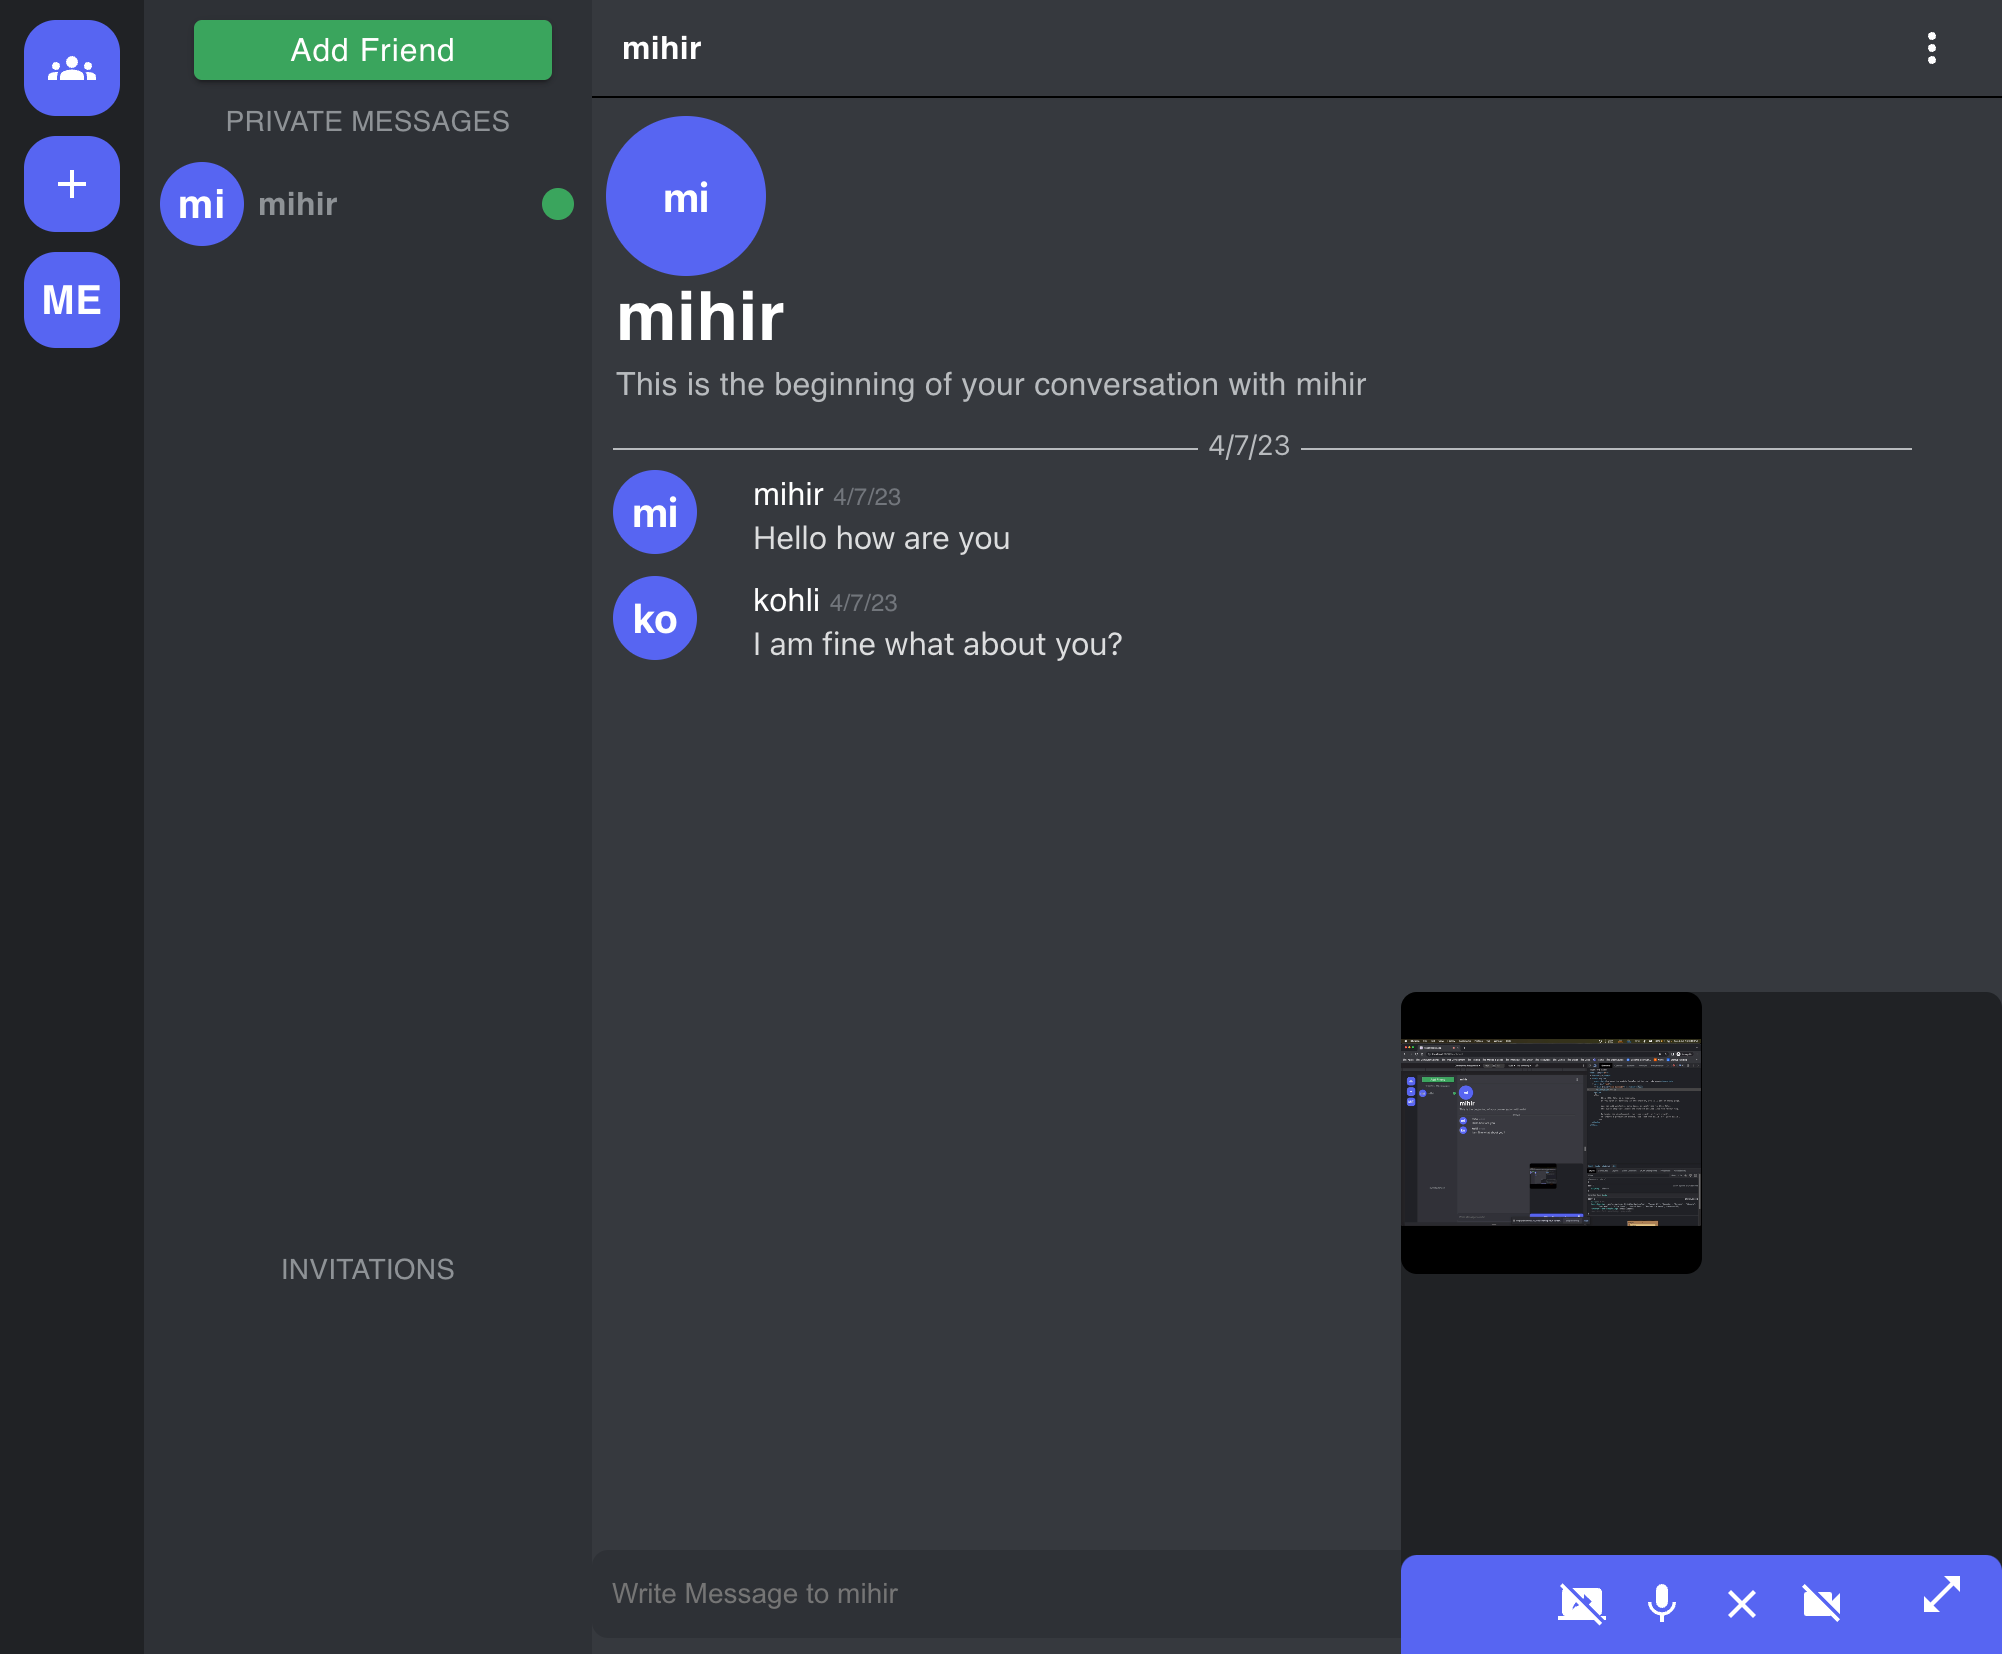 Add Friend
PRIVATE MESSAGES
mi mihir
ME
INVITATIONS
mihir
mi
mihir
This is the beginning of your conversation with mihir
4/7/23
mi
mihir 4/7/23
Hello how are you
ko
kohli 4/7/23
I am fine what about you?
Write Message to mihir
mihir